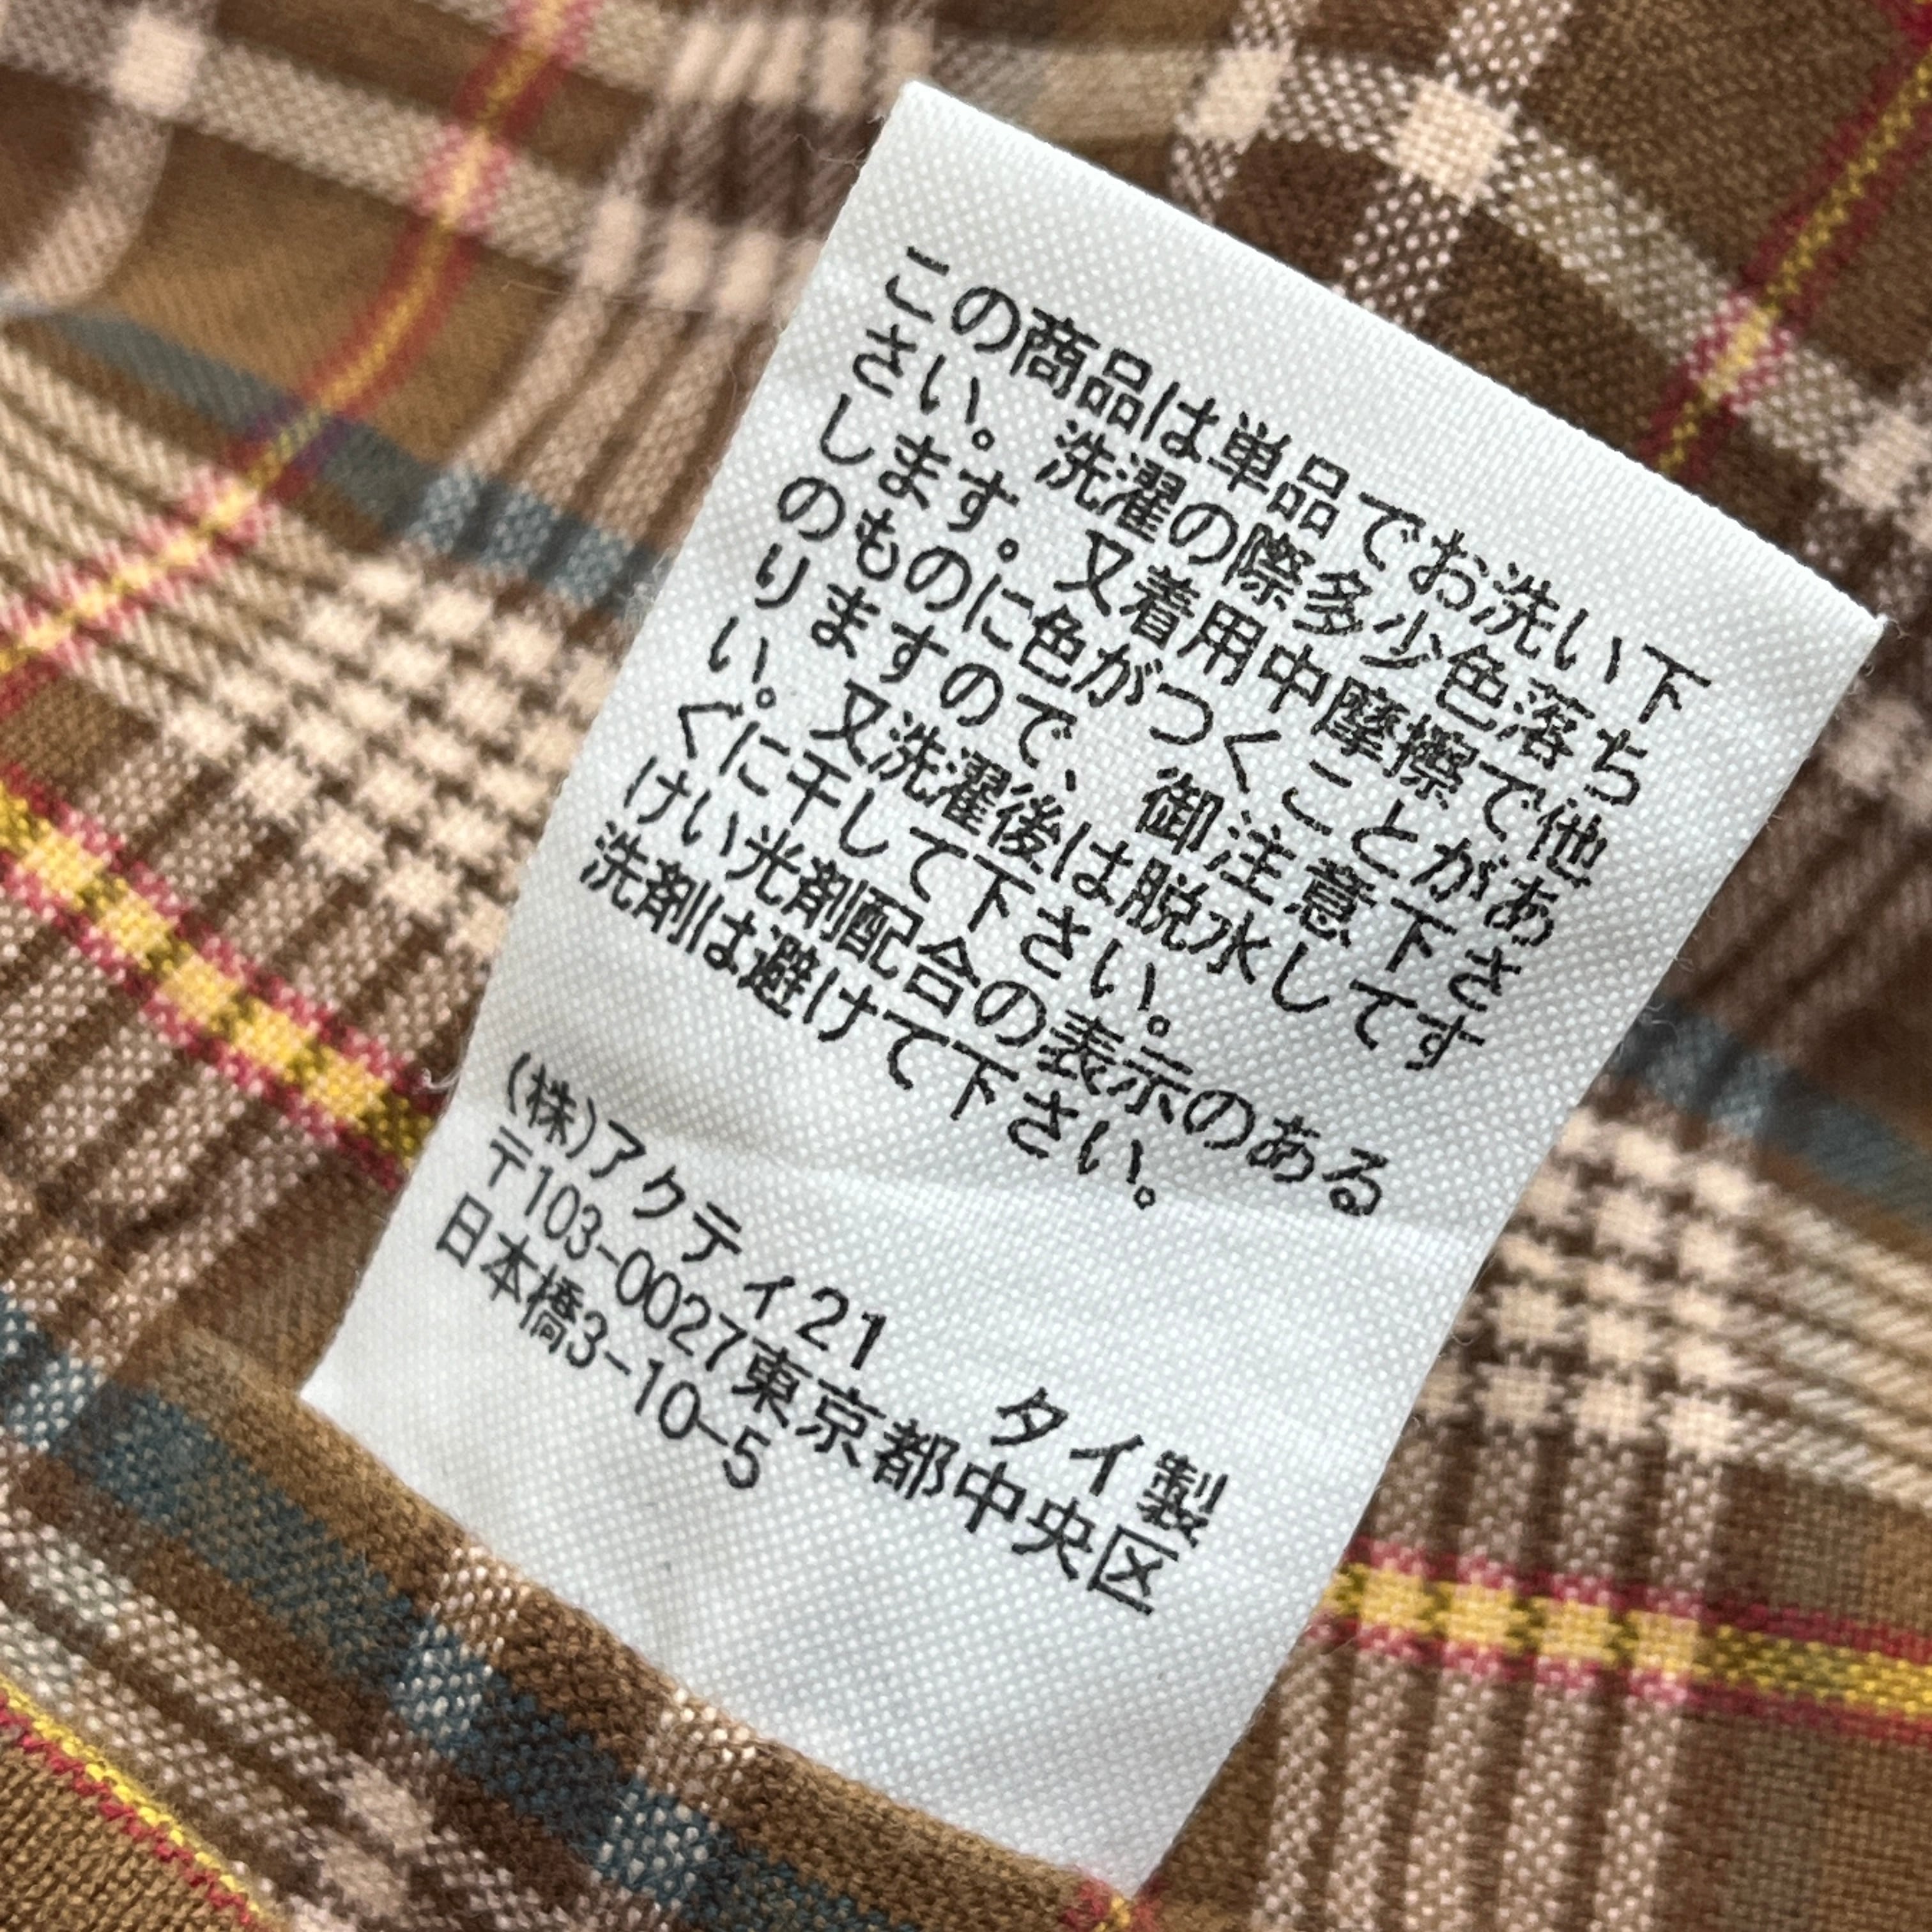 この商品は単品でお洗い下
さい。洗濯の際多少色落ち
します。又着用中摩擦で他
のものに色がつくことがあ
りますので、御注意下さ
い。又洗濯後は脱水してす
ぐに干して下さい。
けい光剤配合の表示のある
洗剤は避けて下さい。
(株)アクティ21 タイ製
〒103-0027東京都中央区
日本橋3-10-5